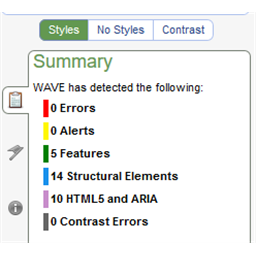 Styles No Styles Contrast
Summary
WAVE has detected the following:
0 Errors
0 Alerts
5 Features
14 Structural Elements
10 HTML5 and ARIA
0 Contrast Errors